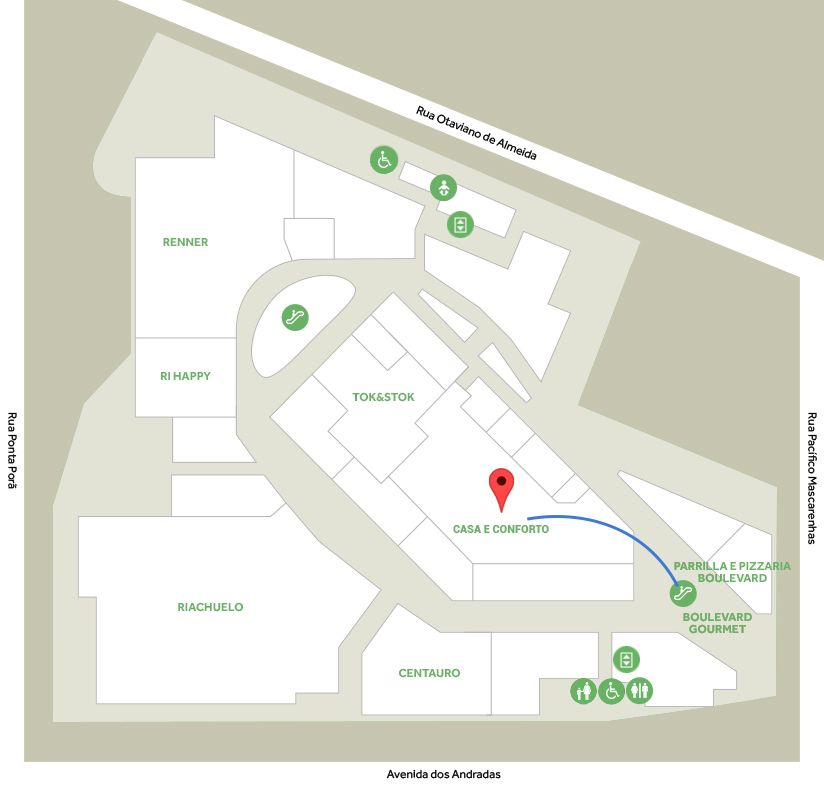 Rua Otaviano de Almeida
RENNER
RI HAPPY
TOK&STOK
Rua Ponta Porã
Rua Pacífico Mascarenhas
CASA E CONFORTO
PARRILLA E PIZZARIA
BOULEVARD
RIACHUELO
BOULEVARD
GOURMET
CENTAURO
Avenida dos Andradas